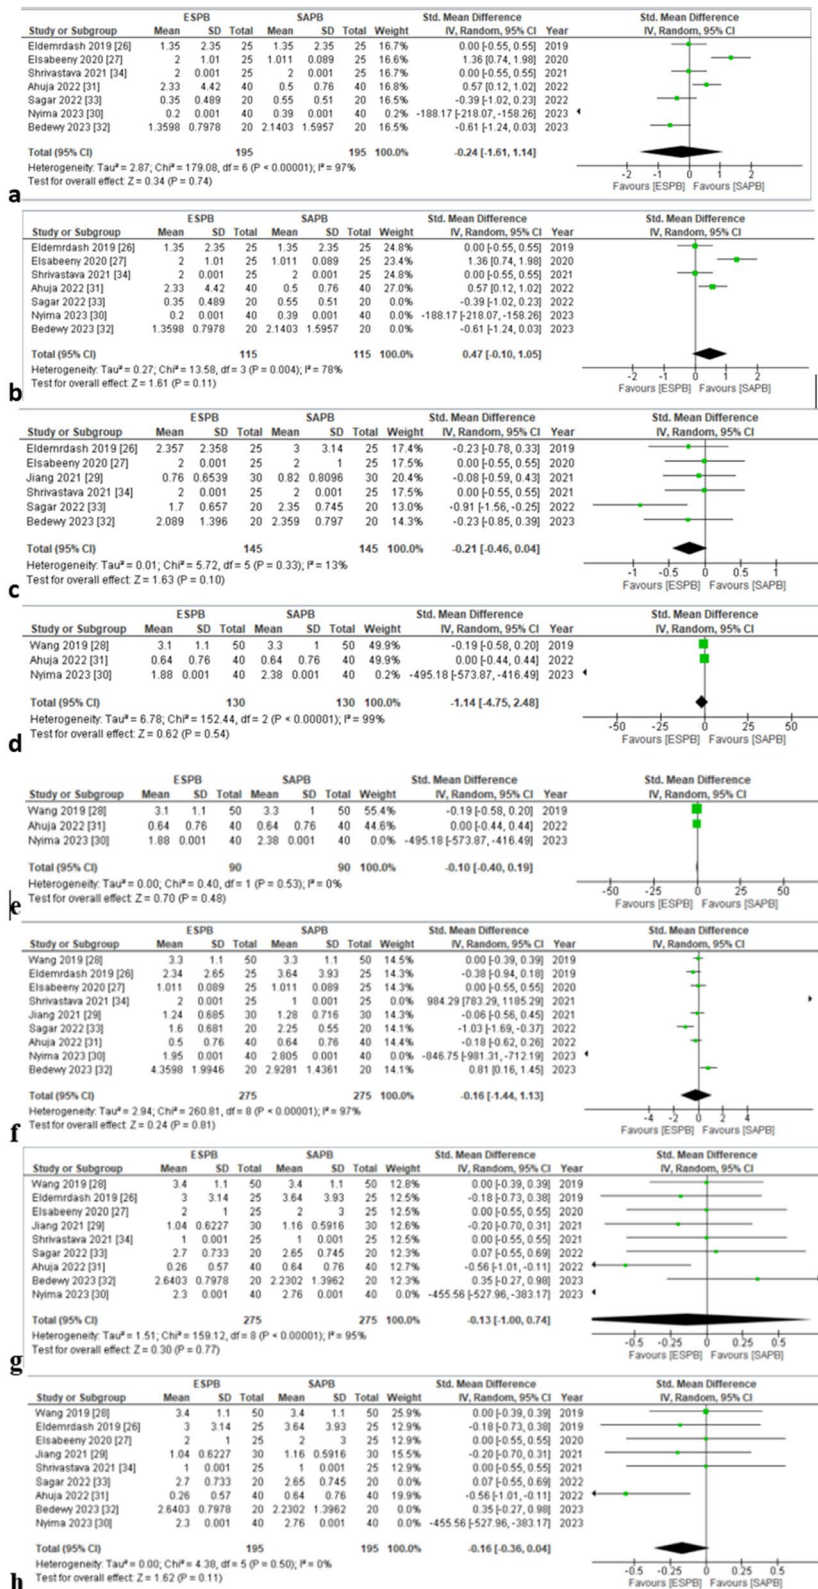 ESPB SAPB Std. Mean Difference Std. Mean Difference
Study or Subgroup Mean SD Total Mean SD Total Weight IV, Random, 95% CI Year IV, Random, 95% CI
Eldemrdash 2019 [26] 1.35 2.35 25 1.35 2.35 25 16.7% 0.00 [-0.55, 0.55] 2019
Elsabeeny 2020 [27] 2 1.01 25 1.011 0.089 25 16.6% 1.36 [0.74, 1.98] 2020
Shrivastava 2021 [34] 2 0.001 25 2 0.001 25 16.7% 0.00 [-0.55, 0.55] 2021
Ahuja 2022 [31] 2.33 4.42 40 0.5 0.76 40 16.8% 0.57 [0.12, 1.02] 2022
Sagar 2022 [33] 0.35 0.489 20 0.55 0.51 20 16.5% -0.39 [-1.02, 0.23] 2022
Nyima 2023 [30] 0.2 0.001 40 0.39 0.001 40 0.2% -188.17 [-218.07, -158.26] 2023
Bedewy 2023 [32] 1.3598 0.7978 20 2.1403 1.5957 20 16.5% -0.61 [-1.24, 0.03] 2023
Total (95% CI) 195 195 100.0% -0.24 [-1.61, 1.14]
Heterogeneity: Tau² = 2.87; Chi² = 179.08, df = 6 (P < 0.00001); I² = 97%
Test for overall effect: Z = 0.34 (P = 0.74)
-2 -1 0 1 2
Favours [ESPB] Favours [SAPB]
a
ESPB SAPB Std. Mean Difference Std. Mean Difference
Study or Subgroup Mean SD Total Mean SD Total Weight IV, Random, 95% CI Year IV, Random, 95% CI
Eldemrdash 2019 [26] 1.35 2.35 25 1.35 2.35 25 24.8% 0.00 [-0.55, 0.55] 2019
Elsabeeny 2020 [27] 2 1.01 25 1.011 0.089 25 23.4% 1.36 [0.74, 1.98] 2020
Shrivastava 2021 [34] 2 0.001 25 2 0.001 25 24.8% 0.00 [-0.55, 0.55] 2021
Ahuja 2022 [31] 2.33 4.42 40 0.5 0.76 40 27.0% 0.57 [0.12, 1.02] 2022
Sagar 2022 [33] 0.35 0.489 20 0.55 0.51 20 0.0% -0.39 [-1.02, 0.23] 2022
Nyima 2023 [30] 0.2 0.001 40 0.39 0.001 40 0.0% -188.17 [-218.07, -158.26] 2023
Bedewy 2023 [32] 1.3598 0.7978 20 2.1403 1.5957 20 0.0% -0.61 [-1.24, 0.03] 2023
Total (95% CI) 115 115 100.0% 0.47 [-0.10, 1.05]
Heterogeneity: Tau² = 0.27; Chi² = 13.58, df = 3 (P = 0.004); I² = 78%
Test for overall effect: Z = 1.61 (P = 0.11)
-2 -1 0 1 2
Favours [ESPB] Favours [SAPB]
b
ESPB SAPB Std. Mean Difference Std. Mean Difference
Study or Subgroup Mean SD Total Mean SD Total Weight IV, Random, 95% CI Year IV, Random, 95% CI
Eldemrdash 2019 [26] 2.357 2.358 25 3 3.14 25 17.4% -0.23 [-0.78, 0.33] 2019
Elsabeeny 2020 [27] 2 0.001 25 2 1 25 17.5% 0.00 [-0.55, 0.55] 2020
Jiang 2021 [29] 0.76 0.6539 30 0.82 0.8096 30 20.4% -0.08 [-0.59, 0.43] 2021
Shrivastava 2021 [34] 2 0.001 25 2 0.001 25 17.5% 0.00 [-0.55, 0.55] 2021
Sagar 2022 [33] 1.7 0.657 20 2.35 0.745 20 12.9% -0.91 [-1.56, -0.25] 2022
Bedewy 2023 [32] 2.089 1.396 20 2.359 0.797 20 14.3% -0.23 [-0.85, 0.39] 2023
Total (95% CI) 145 145 100.0% -0.21 [-0.46, 0.04]
Heterogeneity: Tau² = 0.01; Chi² = 5.72, df = 5 (P = 0.33); I² = 13%
Test for overall effect: Z = 1.63 (P = 0.10)
-1 -0.5 0 0.5 1
Favours [ESPB] Favours [SAPB]
c
ESPB SAPB Std. Mean Difference Std. Mean Difference
Study or Subgroup Mean SD Total Mean SD Total Weight IV, Random, 95% CI Year IV, Random, 95% CI
Wang 2019 [28] 3.1 1.1 50 3.3 1 50 49.9% -0.19 [-0.58, 0.20] 2019
Ahuja 2022 [31] 0.64 0.76 40 0.64 0.76 40 49.9% 0.00 [-0.44, 0.44] 2022
Nyima 2023 [30] 1.88 0.001 40 2.38 0.001 40 0.2% -495.18 [-573.87, -416.49] 2023
Total (95% CI) 130 130 100.0% -1.14 [-4.75, 2.48]
Heterogeneity: Tau² = 6.78; Chi² = 152.44, df = 2 (P < 0.00001); I² = 99%
Test for overall effect: Z = 0.62 (P = 0.54)
-50 -25 0 25 50
Favours [ESPB] Favours [SAPB]
d
ESPB SAPB Std. Mean Difference Std. Mean Difference
Study or Subgroup Mean SD Total Mean SD Total Weight IV, Random, 95% CI Year IV, Random, 95% CI
Wang 2019 [28] 3.1 1.1 50 3.3 1 50 55.4% -0.19 [-0.58, 0.20] 2019
Ahuja 2022 [31] 0.64 0.76 40 0.64 0.76 40 44.6% 0.00 [-0.44, 0.44] 2022
Nyima 2023 [30] 1.88 0.001 40 2.38 0.001 40 0.0% -495.18 [-573.87, -416.49] 2023
Total (95% CI) 90 90 100.0% -0.10 [-0.40, 0.19]
Heterogeneity: Tau² = 0.00; Chi² = 0.40, df = 1 (P = 0.53); I² = 0%
Test for overall effect: Z = 0.70 (P = 0.48)
-50 -25 0 25 50
Favours [ESPB] Favours [SAPB]
e
ESPB SAPB Std. Mean Difference Std. Mean Difference
Study or Subgroup Mean SD Total Mean SD Total Weight IV, Random, 95% CI Year IV, Random, 95% CI
Wang 2019 [28] 3.3 1.1 50 3.3 1.1 50 14.5% 0.00 [-0.39, 0.39] 2019
Eldemrdash 2019 [26] 2.34 2.65 25 3.64 3.93 25 14.3% -0.38 [-0.94, 0.18] 2019
Elsabeeny 2020 [27] 1.011 0.089 25 1.011 0.089 25 14.3% 0.00 [-0.55, 0.55] 2020
Shrivastava 2021 [34] 2 0.001 25 1 0.001 25 0.0% 984.29 [783.29, 1185.29] 2021
Jiang 2021 [29] 1.24 0.685 30 1.28 0.716 30 14.3% -0.06 [-0.56, 0.45] 2021
Sagar 2022 [33] 1.6 0.681 20 2.25 0.55 20 14.1% -1.03 [-1.69, -0.37] 2022
Ahuja 2022 [31] 0.5 0.76 40 0.64 0.76 40 14.4% -0.18 [-0.62, 0.26] 2022
Nyima 2023 [30] 1.95 0.001 40 2.805 0.001 40 0.0% -846.75 [-981.31, -712.19] 2023
Bedewy 2023 [32] 4.3598 1.9946 20 2.9281 1.4361 20 14.1% 0.81 [0.16, 1.45] 2023
Total (95% CI) 275 275 100.0% -0.16 [-1.44, 1.13]
Heterogeneity: Tau² = 2.94; Chi² = 260.81, df = 8 (P < 0.00001); I² = 97%
Test for overall effect: Z = 0.24 (P = 0.81)
-4 -2 0 2 4
Favours [ESPB] Favours [SAPB]
f
ESPB SAPB Std. Mean Difference Std. Mean Difference
Study or Subgroup Mean SD Total Mean SD Total Weight IV, Random, 95% CI Year IV, Random, 95% CI
Wang 2019 [28] 3.4 1.1 50 3.4 1.1 50 12.8% 0.00 [-0.39, 0.39] 2019
Eldemrdash 2019 [26] 3 3.14 25 3.64 3.93 25 12.5% -0.18 [-0.73, 0.38] 2019
Elsabeeny 2020 [27] 2 1 25 2 3 25 12.5% 0.00 [-0.55, 0.55] 2020
Jiang 2021 [29] 1.04 0.6227 30 1.16 0.5916 30 12.5% -0.20 [-0.70, 0.31] 2021
Shrivastava 2021 [34] 1 0.001 25 1 0.001 25 12.5% 0.00 [-0.55, 0.55] 2021
Sagar 2022 [33] 2.7 0.733 20 2.65 0.745 20 12.3% 0.07 [-0.55, 0.69] 2022
Ahuja 2022 [31] 0.26 0.57 40 0.64 0.76 40 12.7% -0.56 [-1.01, -0.11] 2022
Bedewy 2023 [32] 2.6403 0.7978 20 2.2302 1.3962 20 12.3% 0.35 [-0.27, 0.98] 2023
Nyima 2023 [30] 2.3 0.001 40 2.76 0.001 40 0.0% -455.56 [-527.96, -383.17] 2023
Total (95% CI) 275 275 100.0% -0.13 [-1.00, 0.74]
Heterogeneity: Tau² = 1.51; Chi² = 159.12, df = 8 (P < 0.00001); I² = 95%
Test for overall effect: Z = 0.30 (P = 0.77)
-0.5 -0.25 0 0.25 0.5
Favours [ESPB] Favours [SAPB]
g
ESPB SAPB Std. Mean Difference Std. Mean Difference
Study or Subgroup Mean SD Total Mean SD Total Weight IV, Random, 95% CI Year IV, Random, 95% CI
Wang 2019 [28] 3.4 1.1 50 3.4 1.1 50 25.9% 0.00 [-0.39, 0.39] 2019
Eldemrdash 2019 [26] 3 3.14 25 3.64 3.93 25 12.9% -0.18 [-0.73, 0.38] 2019
Elsabeeny 2020 [27] 2 1 25 2 3 25 12.9% 0.00 [-0.55, 0.55] 2020
Jiang 2021 [29] 1.04 0.6227 30 1.16 0.5916 30 15.4% -0.20 [-0.70, 0.31] 2021
Shrivastava 2021 [34] 1 0.001 25 1 0.001 25 12.9% 0.00 [-0.55, 0.55] 2021
Sagar 2022 [33] 2.7 0.733 20 2.65 0.745 20 0.0% 0.07 [-0.55, 0.69] 2022
Ahuja 2022 [31] 0.26 0.57 40 0.64 0.76 40 19.9% -0.56 [-1.01, -0.11] 2022
Bedewy 2023 [32] 2.6403 0.7978 20 2.2302 1.3962 20 0.0% 0.35 [-0.27, 0.98] 2023
Nyima 2023 [30] 2.3 0.001 40 2.76 0.001 40 0.0% -455.56 [-527.96, -383.17] 2023
Total (95% CI) 195 195 100.0% -0.16 [-0.36, 0.04]
Heterogeneity: Tau² = 0.00; Chi² = 4.38, df = 5 (P = 0.50); I² = 0%
Test for overall effect: Z = 1.62 (P = 0.11)
-0.5 -0.25 0 0.25 0.5
Favours [ESPB] Favours [SAPB]
h